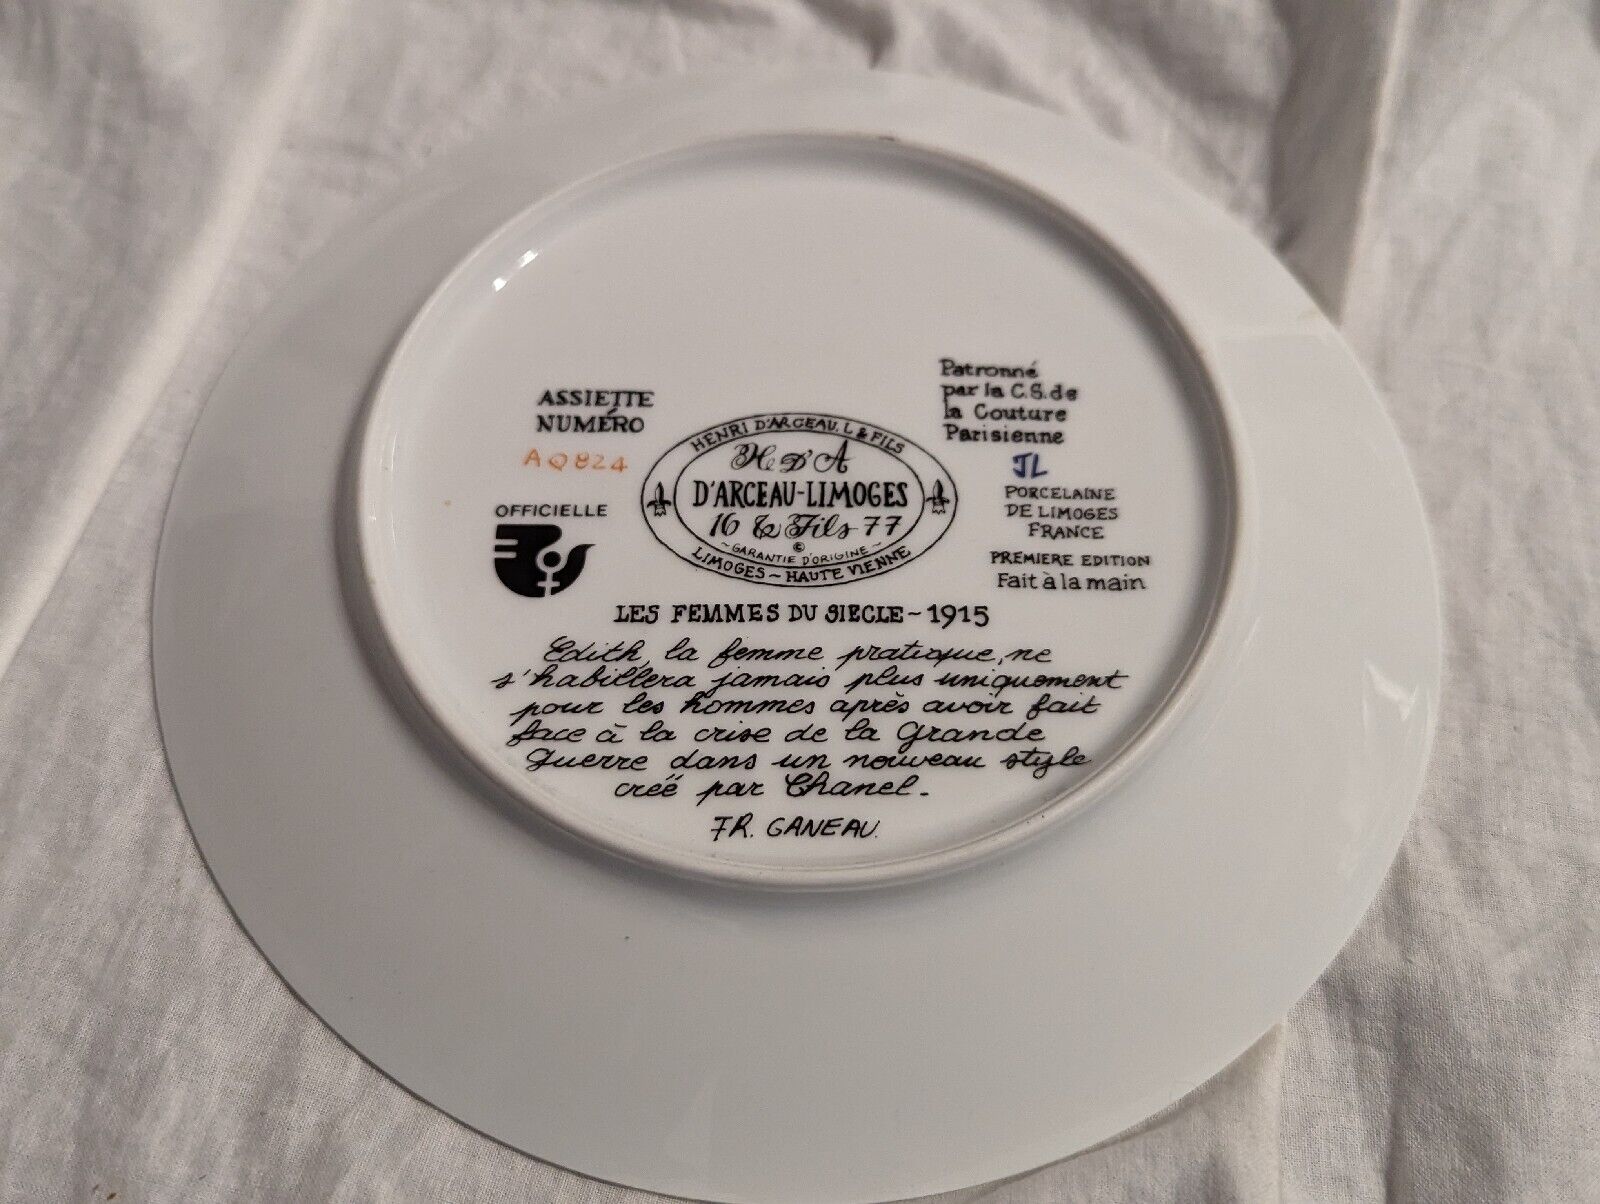 ASSIETTE
NUMÉRO
AQ824
OFFICIELLE
HENRI D'ARCEAU. L & FILS
H D'A
D'ARCEAU-LIMOGES
16 & Fils 77
~GARANTIE D'ORIGINE~
©
LIMOGES ~ HAUTE VIENNE
Patronné
par la C.S. de
la Couture
Parisienne
JL
PORCELAINE
DE LIMOGES
FRANCE
PREMIERE EDITION
Fait à la main
LES FEMMES DU SIECLE ~ 1915
Edith, la femme pratique, ne
s'habillera jamais plus uniquement
pour les hommes après avoir fait
face à la crise de la Grande
Guerre dans un nouveau style
créé par Chanel.
FR. GANEAU.